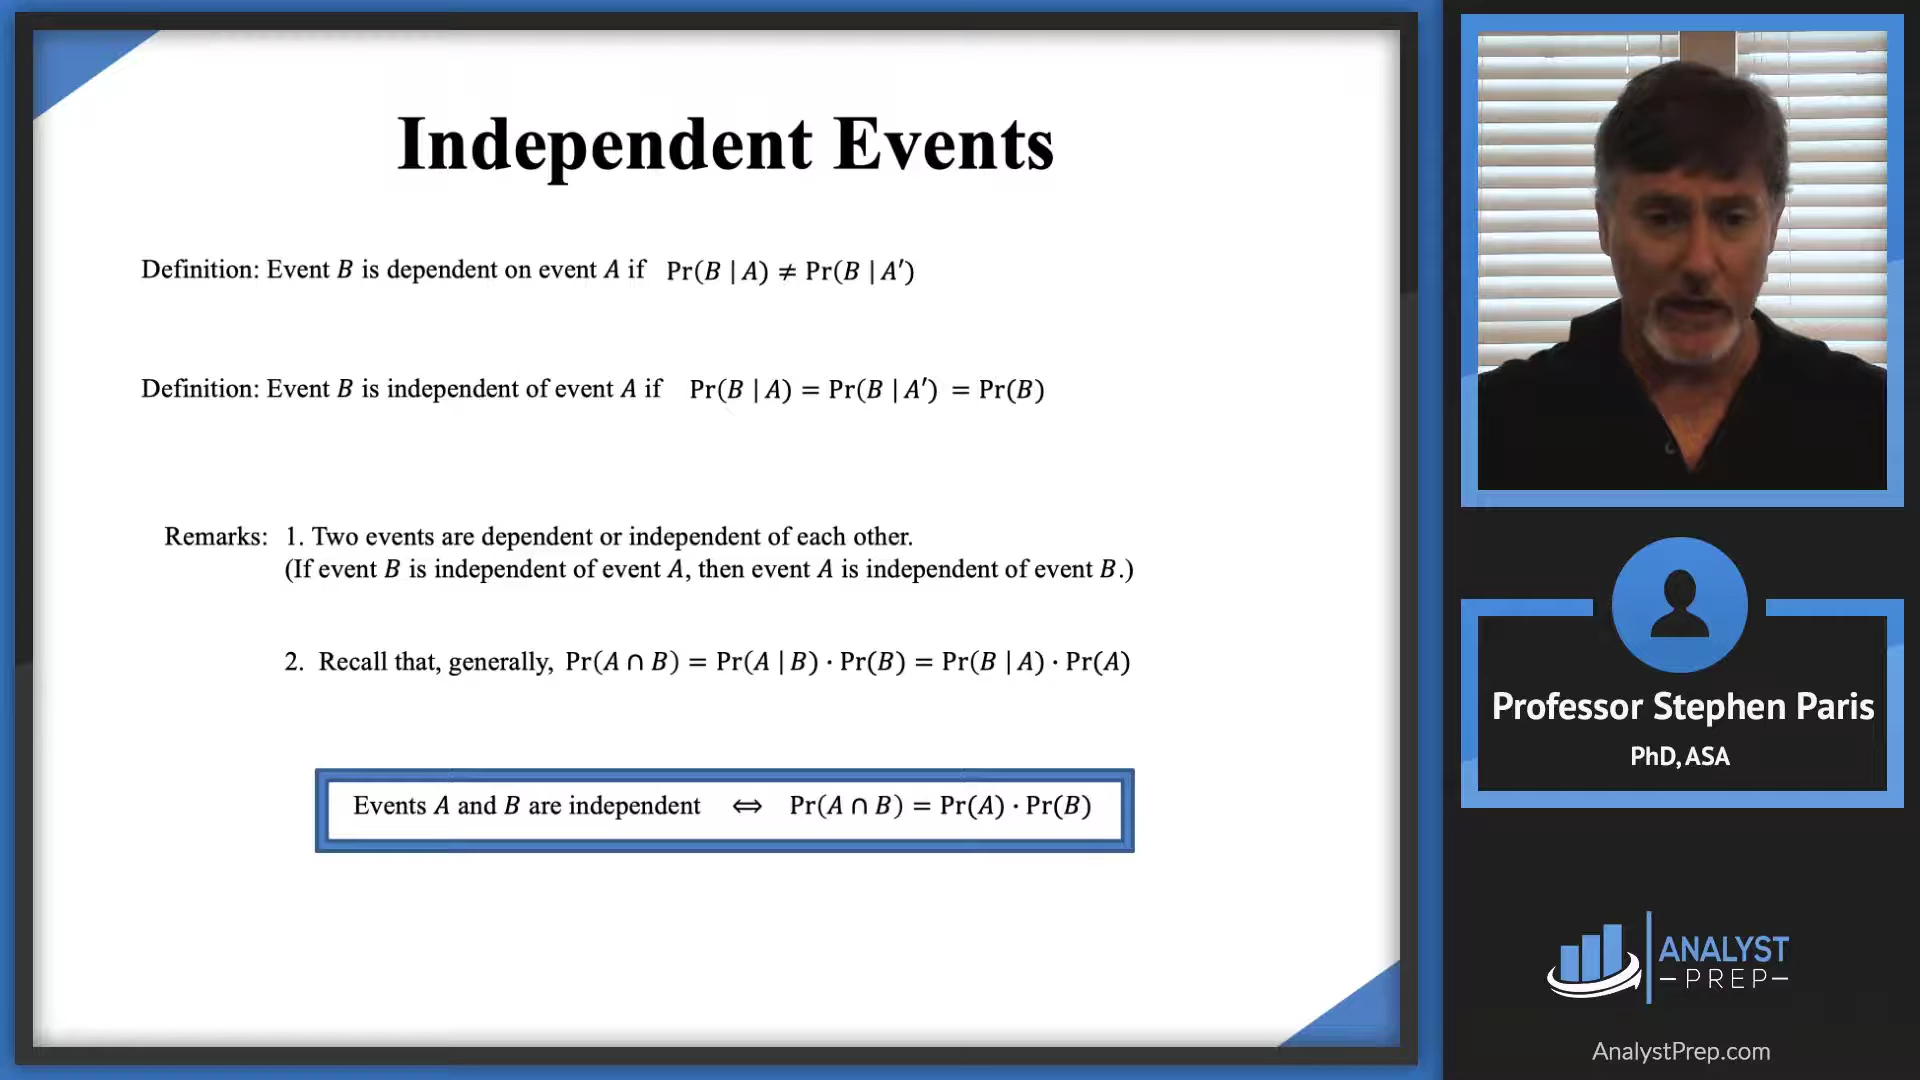 Independent Events
Definition: Event B is dependent on event A if Pr(B | A) ≠ Pr(B | A′)
Definition: Event B is independent of event A if Pr(B | A) = Pr(B | A′) = Pr(B)
Remarks: 1. Two events are dependent or independent of each other.
(If event B is independent of event A, then event A is independent of event B.)
2. Recall that, generally, Pr(A ∩ B) = Pr(A | B) · Pr(B) = Pr(B | A) · Pr(A)
Events A and B are independent ⟺ Pr(A ∩ B) = Pr(A) · Pr(B)
Professor Stephen Paris
PhD, ASA
ANALYST
PREP
AnalystPrep.com